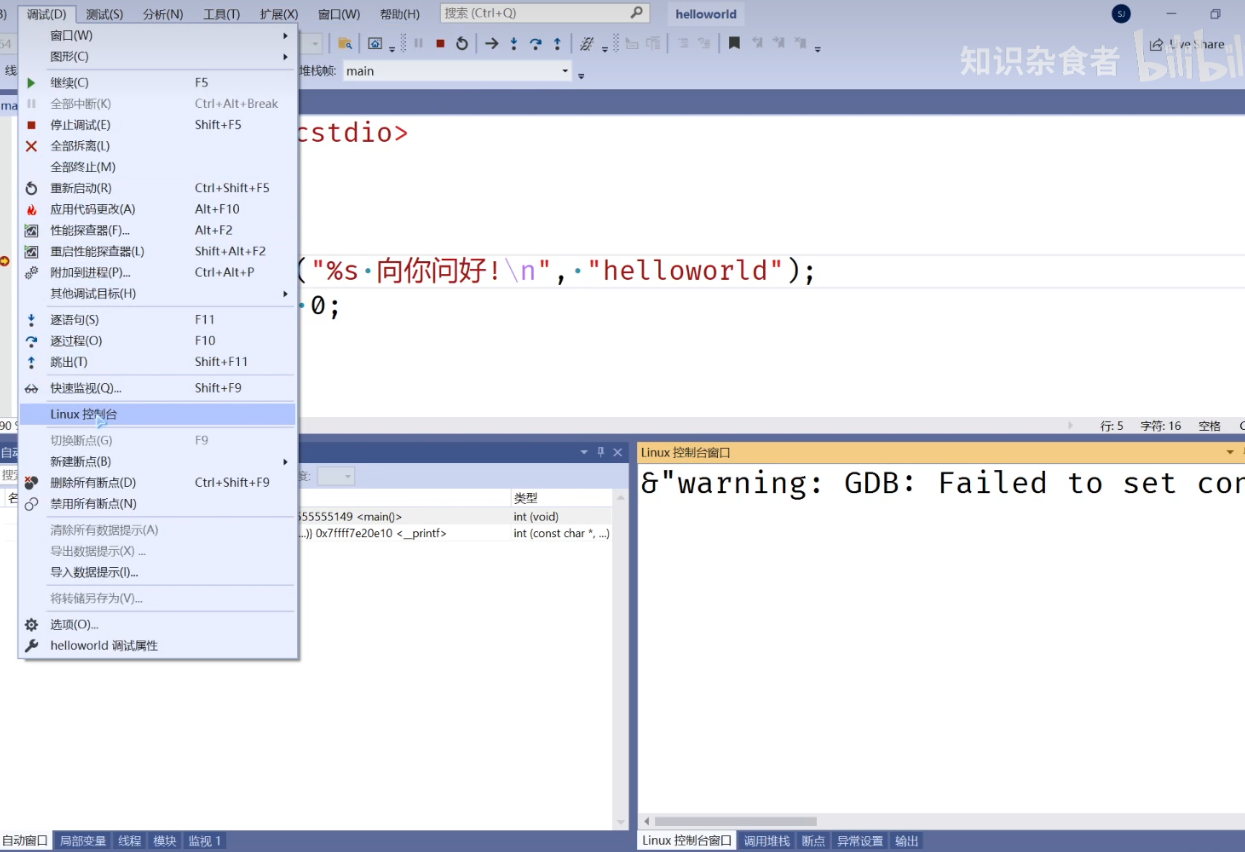 调试(D) 测试(S) 分析(N) 工具(T) 扩展(X) 窗口(W) 帮助(H) 搜索 (Ctrl+Q) helloworld SJ
Live Share
知识杂食者 bilibili
堆栈帧: main
窗口(W)
图形(C)
继续(C) F5
全部中断(K) Ctrl+Alt+Break
停止调试(E) Shift+F5
全部拆离(L)
全部终止(M)
重新启动(R) Ctrl+Shift+F5
应用代码更改(A) Alt+F10
性能探查器(F)... Alt+F2
重启性能探查器(L) Shift+Alt+F2
附加到进程(P)... Ctrl+Alt+P
其他调试目标(H)
逐语句(S) F11
逐过程(O) F10
跳出(T) Shift+F11
快速监视(Q)... Shift+F9
Linux 控制台
切换断点(G) F9
新建断点(B)
删除所有断点(D) Ctrl+Shift+F9
禁用所有断点(N)
清除所有数据提示(A)
导出数据提示(X) ...
导入数据提示(I)...
将转储另存为(V)...
选项(O)...
helloworld 调试属性
cstdio>
("%s 向你问好!\n", "helloworld");
0;
行: 5 字符: 16 空格
类型
555555149 <main()> int (void)
...)} 0x7ffff7e20e10 <__printf> int (const char *, ...)
Linux 控制台窗口
&"warning: GDB: Failed to set con
自动窗口 局部变量 线程 模块 监视 1
Linux 控制台窗口 调用堆栈 断点 异常设置 输出